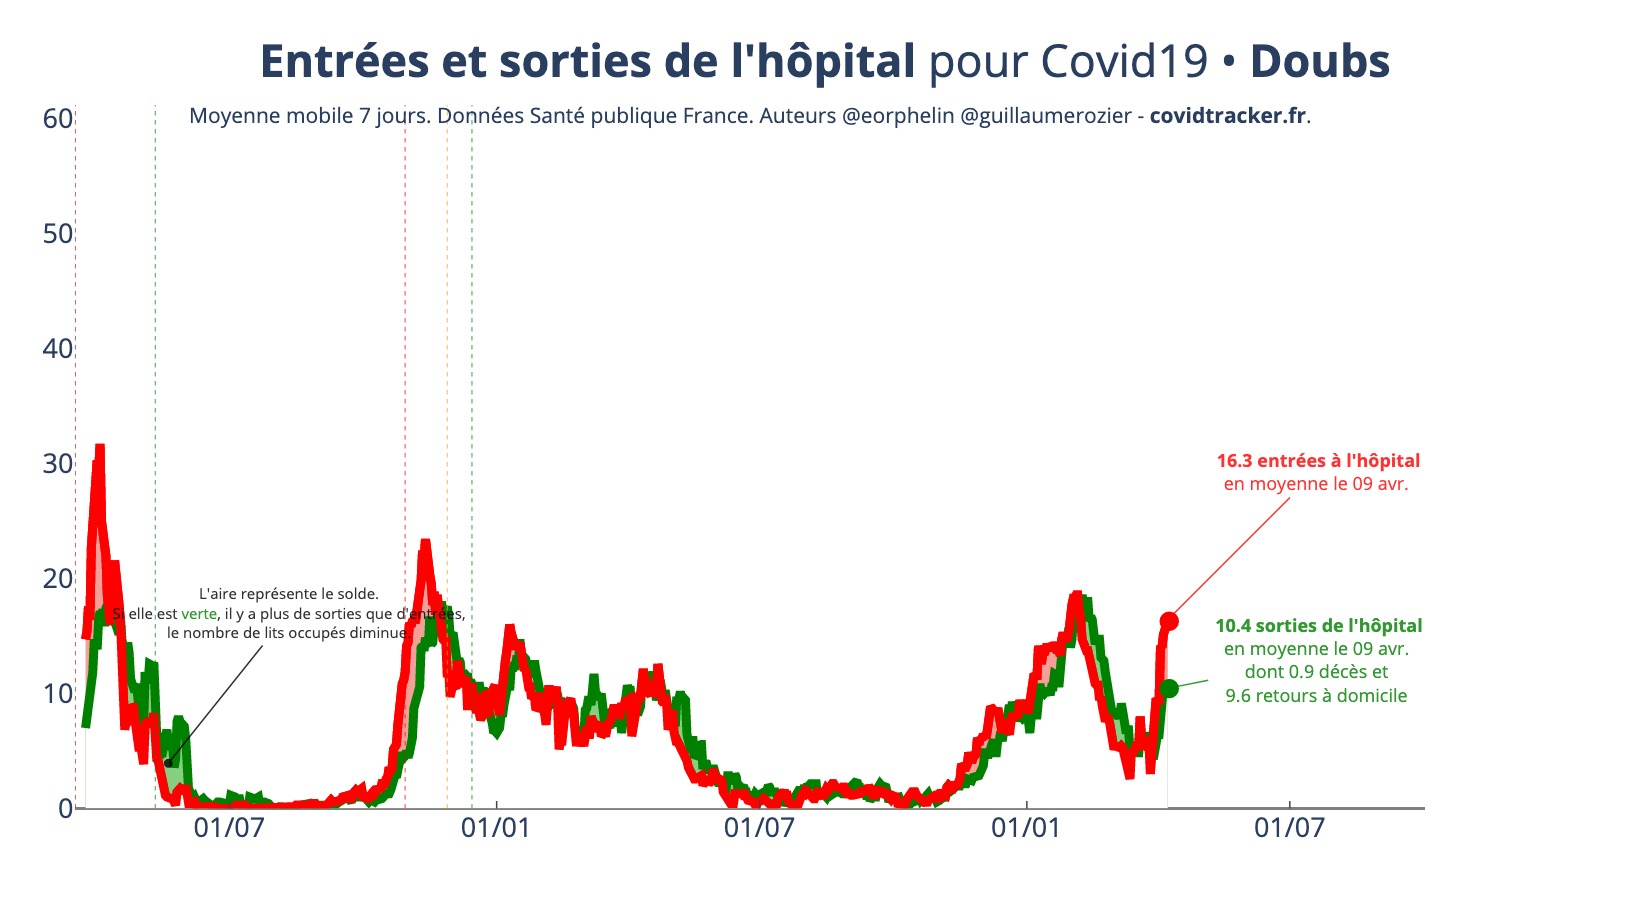 Entrées et sorties de l'hôpital pour Covid19 • Doubs
Moyenne mobile 7 jours. Données Santé publique France. Auteurs @eorphelin @guillaumerozier - covidtracker.fr.
60
50
40
30
20
10
0
16.3 entrées à l'hôpital
en moyenne le 09 avr.
L'aire représente le solde.
Si elle est verte, il y a plus de sorties que d'entrées,
le nombre de lits occupés diminue.
10.4 sorties de l'hôpital
en moyenne le 09 avr.
dont 0.9 décès et
9.6 retours à domicile
01/07
01/01
01/07
01/01
01/07